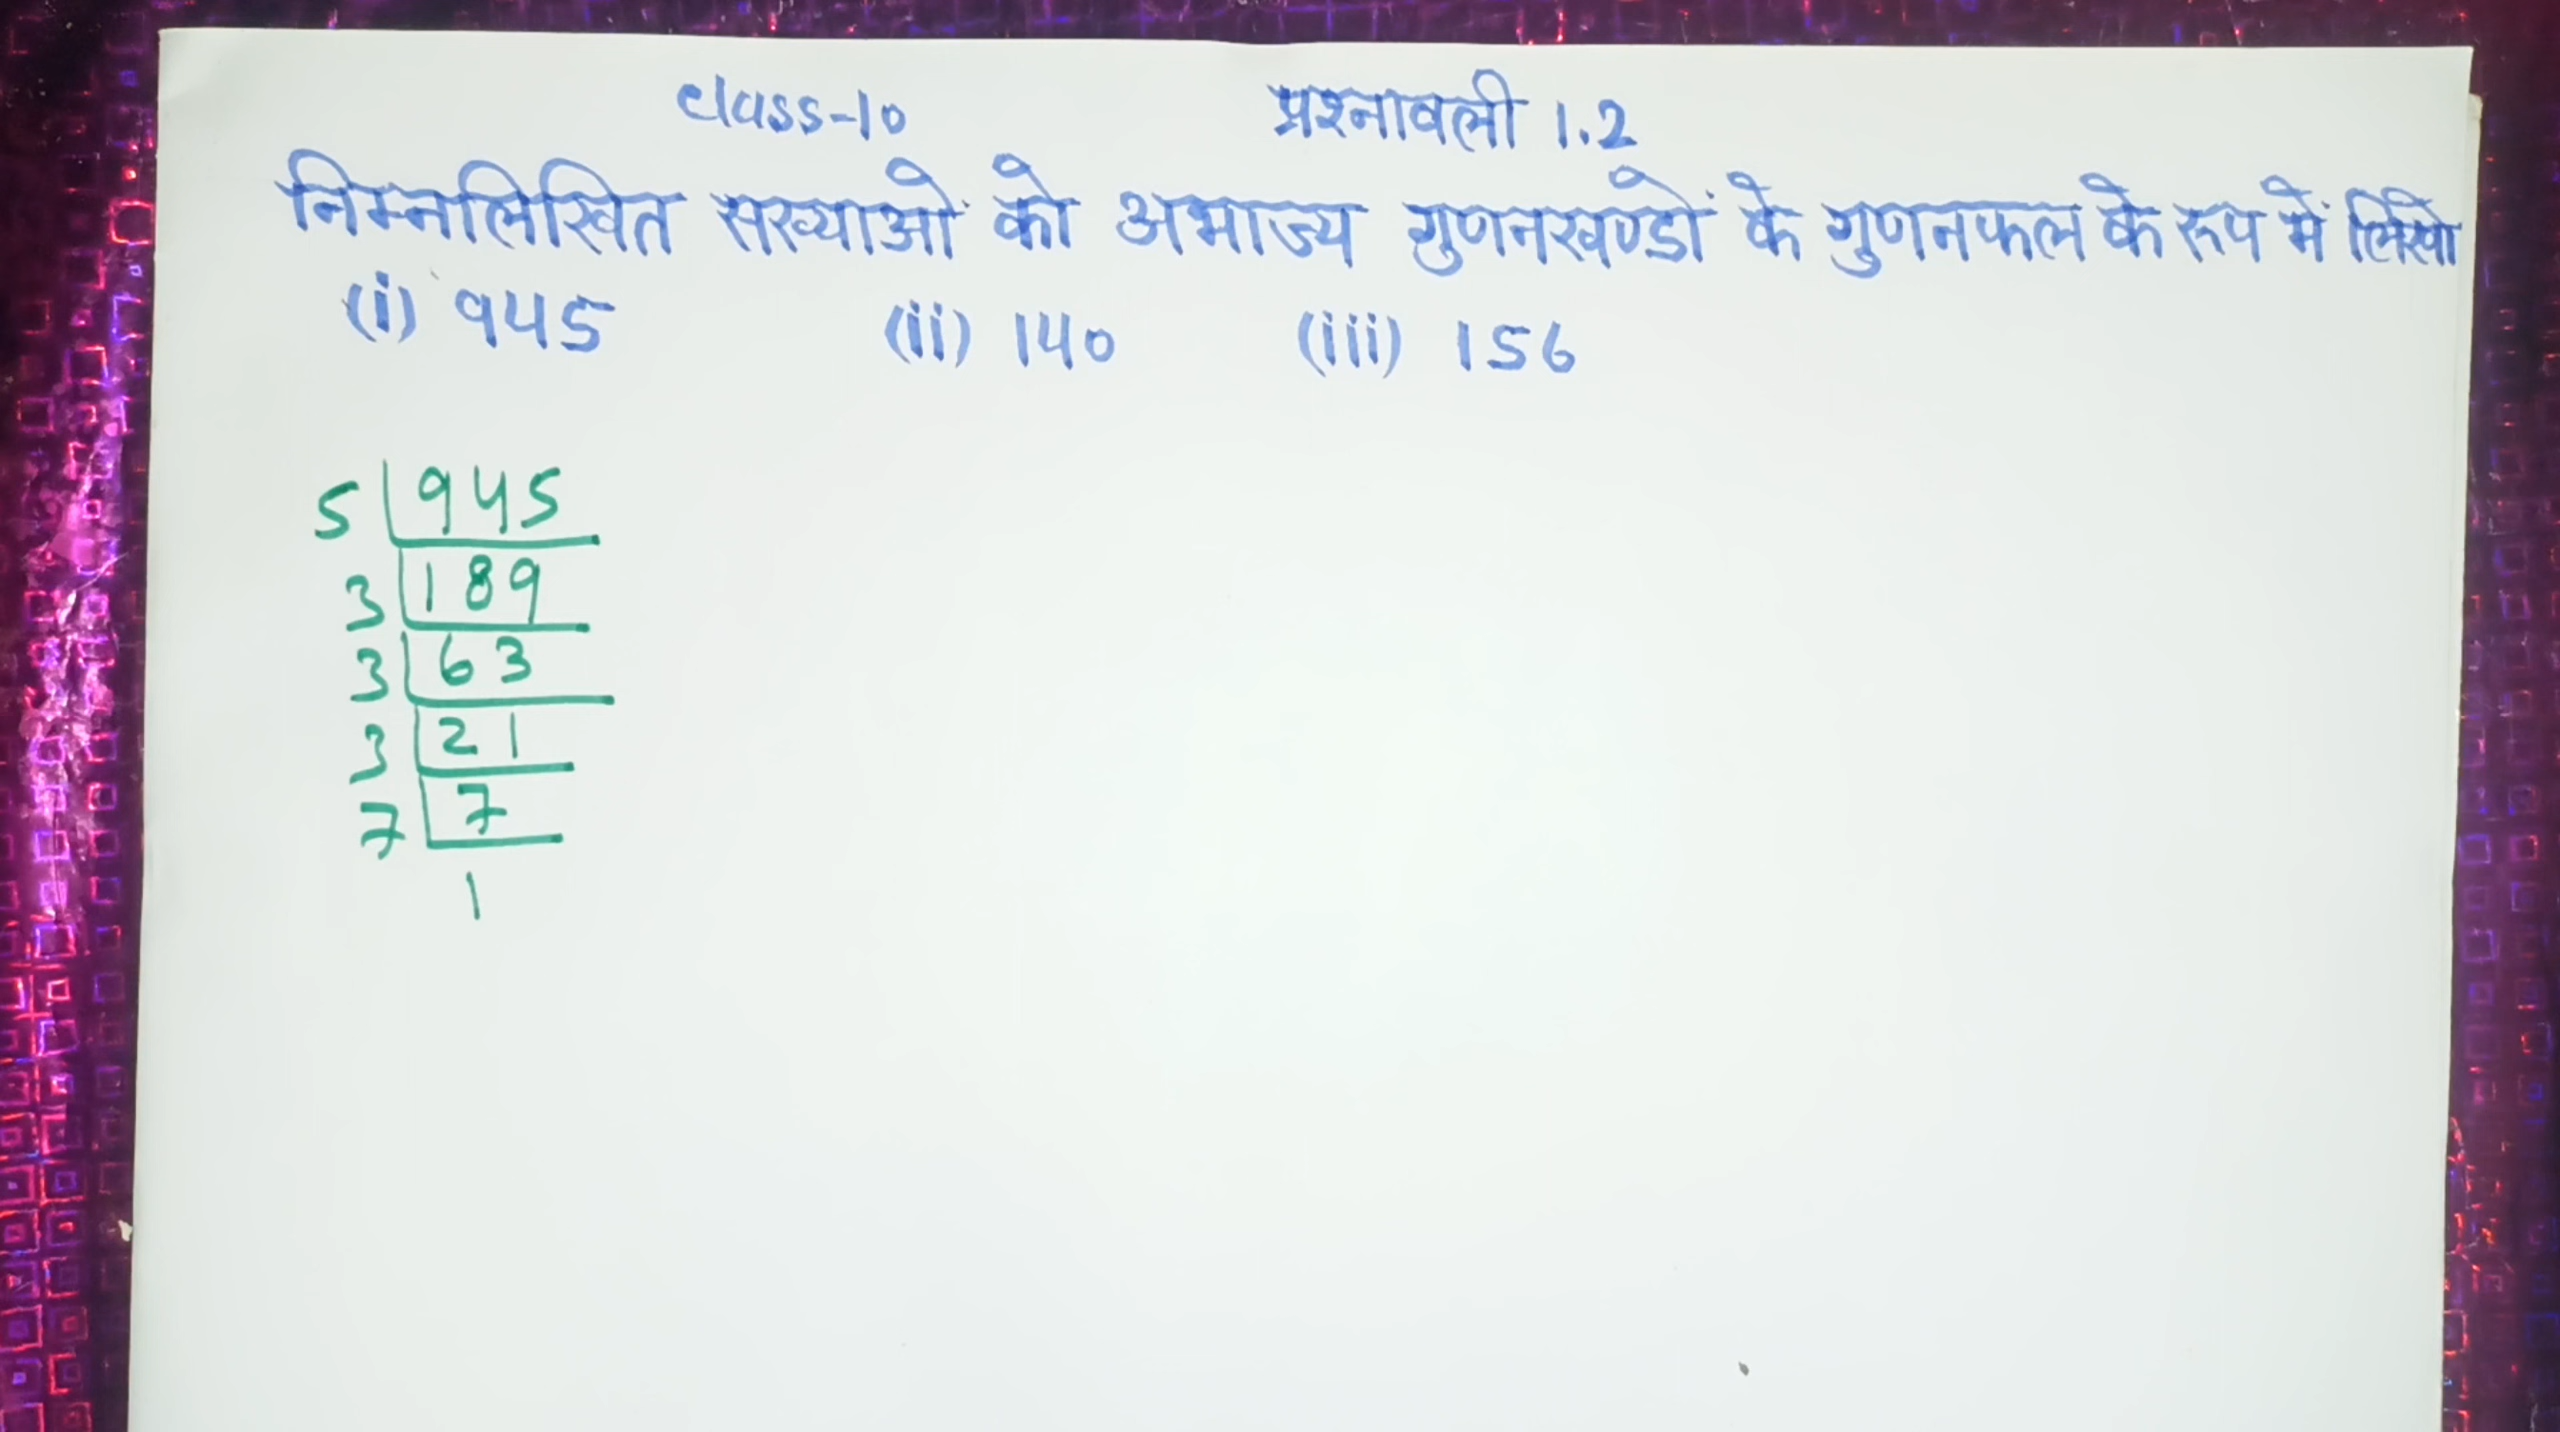 class-10 प्रश्नावली 1.2
निम्नलिखित सख्याओं को अभाज्य गुणनखण्डों के गुणनफल के रूप में लिखो
(i) 945 (ii) 140 (iii) 156
5 945
3 189
3 63
3 21
7 7
1